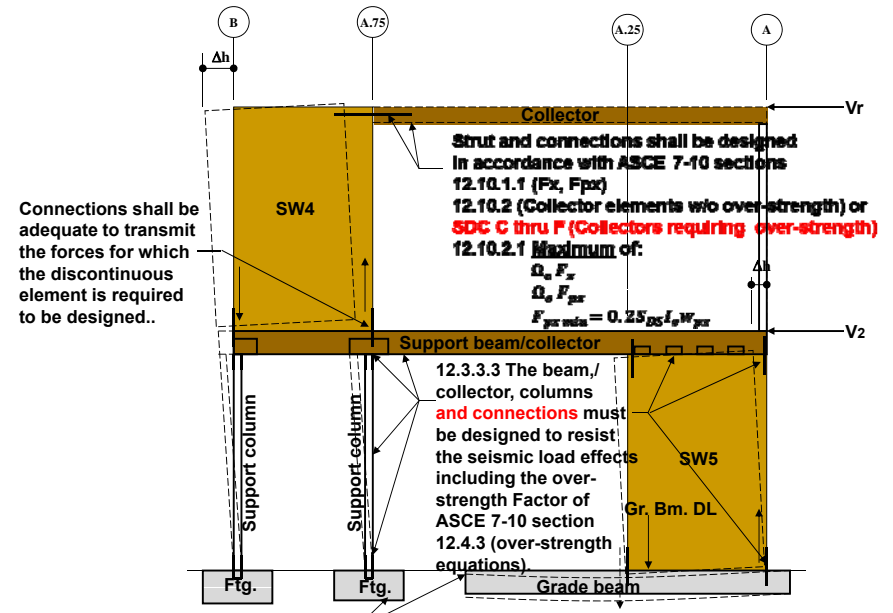 B
A.75
A.25
A
Δh
Vr
Collector
Strut and connections shall be designed
in accordance with ASCE 7-10 sections
12.10.1.1 (Fx, Fpx)
12.10.2 (Collector elements w/o over-strength) or
SDC C thru F (Collectors requiring over-strength)
12.10.2.1 Maximum of:
Ωo Fx
Ωo Fpx
Fpx min = 0.2SDS Ie wpx
SW4
Connections shall be
adequate to transmit
the forces for which
the discontinuous
element is required
to be designed..
Δh
V2
Support beam/collector
12.3.3.3 The beam,/
collector, columns
and connections must
be designed to resist
the seismic load effects
including the over-
strength Factor of
ASCE 7-10 section
12.4.3 (over-strength
equations).
Support column
Support column
SW5
Gr. Bm. DL
Ftg.
Ftg.
Grade beam